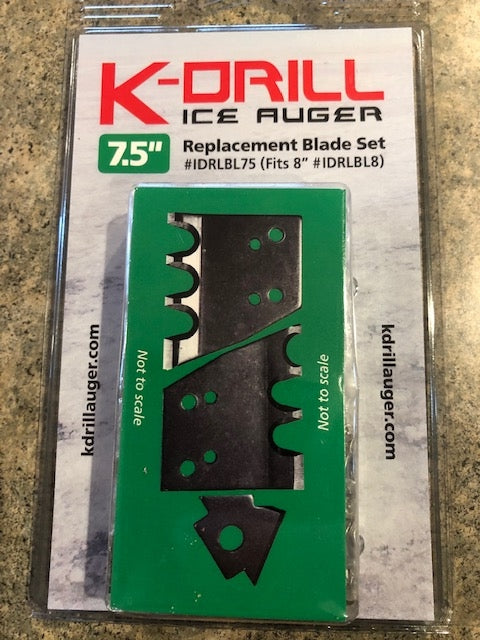 K-DRILL
ICE AUGER
7.5"
Replacement Blade Set
#IDRLBL75 (Fits 8" #IDRLBL8)
kdrillauger.com
Not to scale
Not to scale
kdrillauger.com